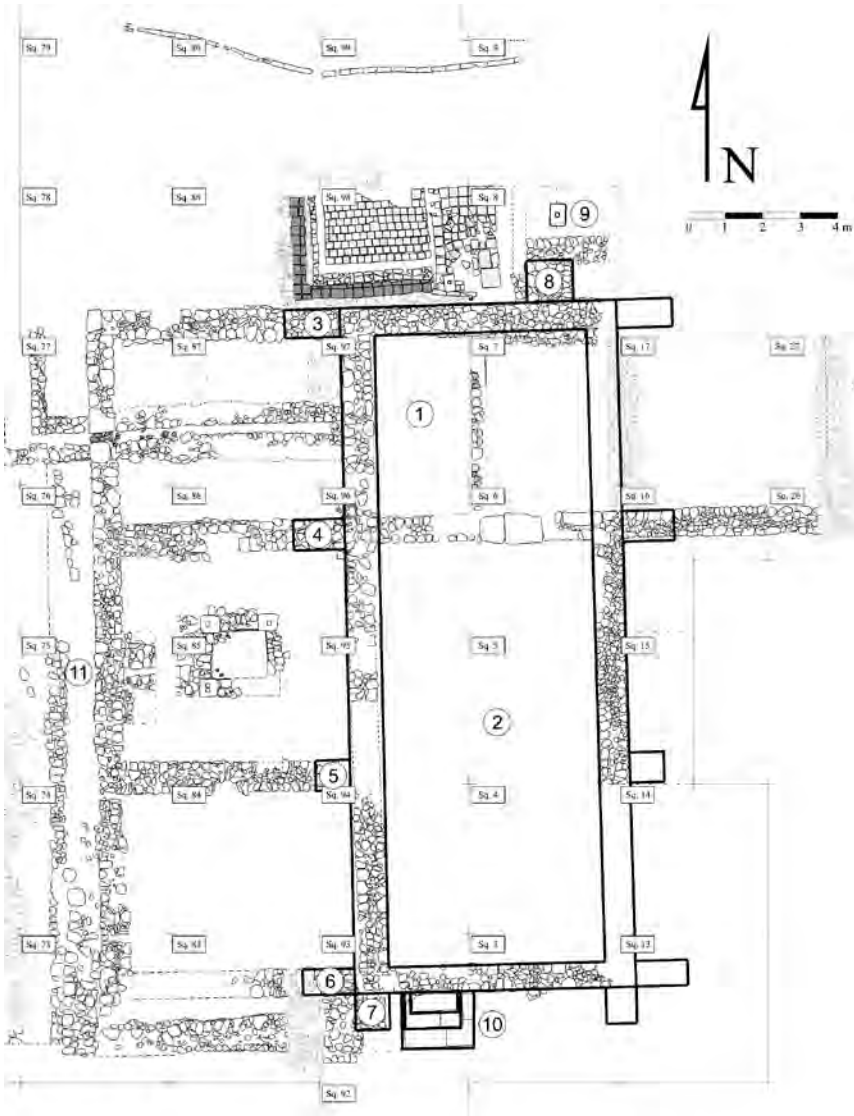 Sq. 79 Sq. 89 Sq. 99 Sq. 9
N
Sq. 78 Sq. 88 Sq. 98 Sq. 8 9
0 1 2 3 4 m
8
3
Sq. 77 Sq. 87 Sq. 97 Sq. 7 Sq. 17 Sq. 27
1
Sq. 76 Sq. 86 Sq. 96 Sq. 6 Sq. 16 Sq. 26
4
Sq. 75 Sq. 85 Sq. 95 Sq. 5 Sq. 15
11
2
5
Sq. 74 Sq. 84 Sq. 94 Sq. 4 Sq. 14
Sq. 73 Sq. 83 Sq. 93 Sq. 3 Sq. 13
6
7
10
Sq. 92